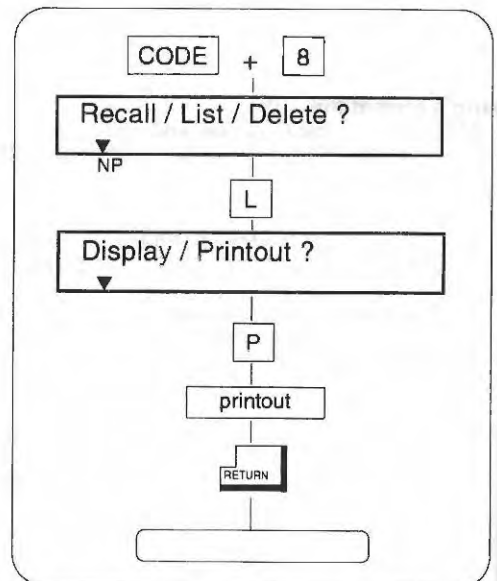 CODE + 8
Recall / List / Delete ?
NP
L
Display / Printout ?
P
printout
RETURN